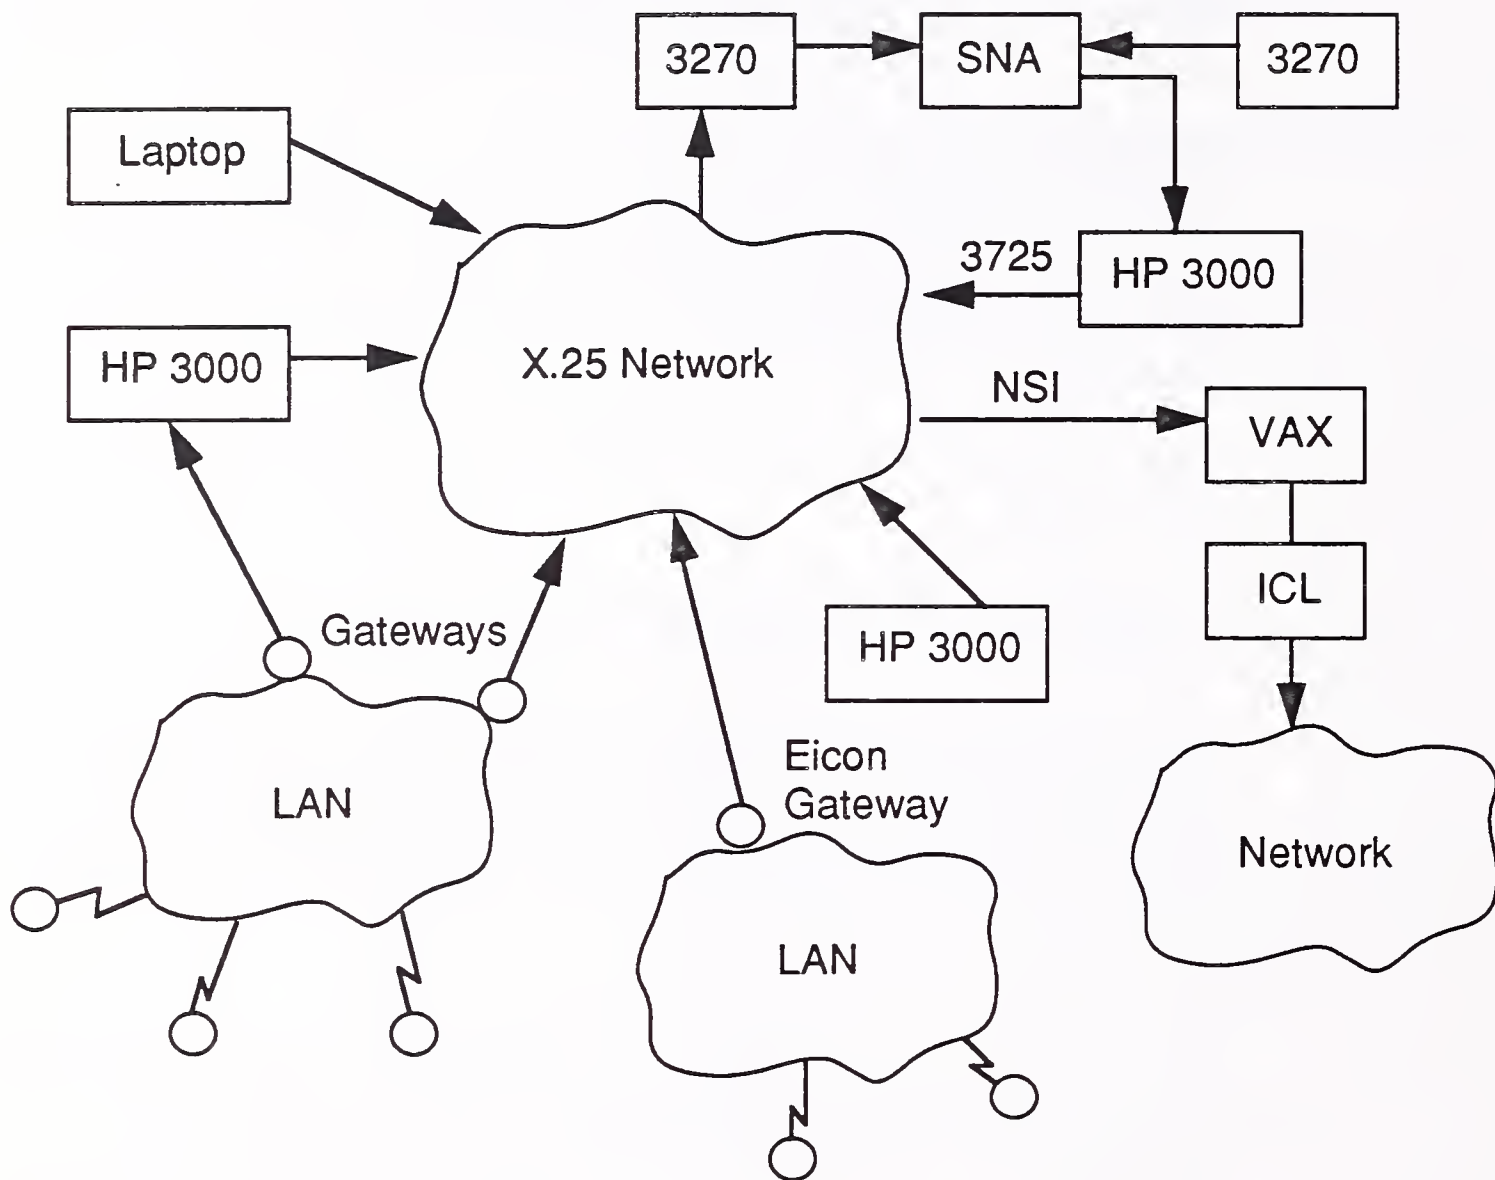 3270
SNA
3270
Laptop
3725
HP 3000
HP 3000
X.25 Network
NSI
VAX
ICL
Gateways
HP 3000
Eicon
Gateway
LAN
Network
LAN